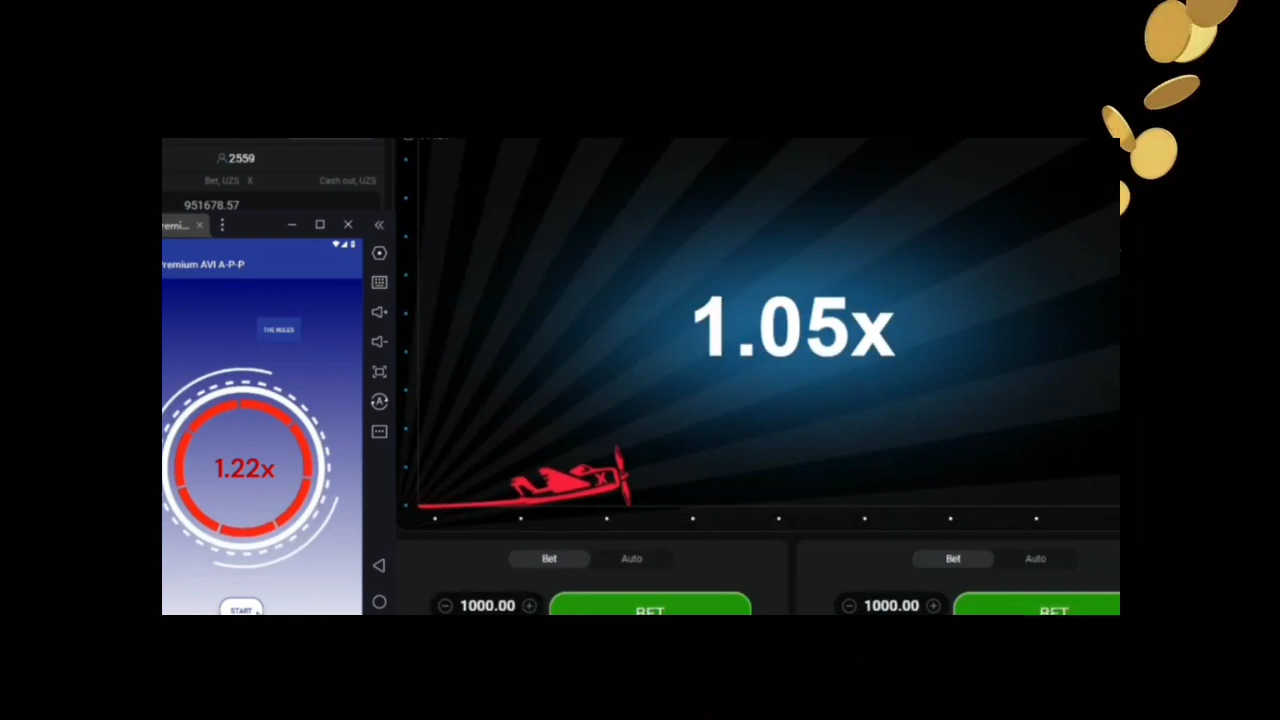 2559
Bet, UZS X Cash out, UZS
951678.57
remi...
Premium AVI A-P-P
THE RULES
1.22x
START
1.05x
Bet Auto
1000.00 BET
Bet Auto
1000.00 BET